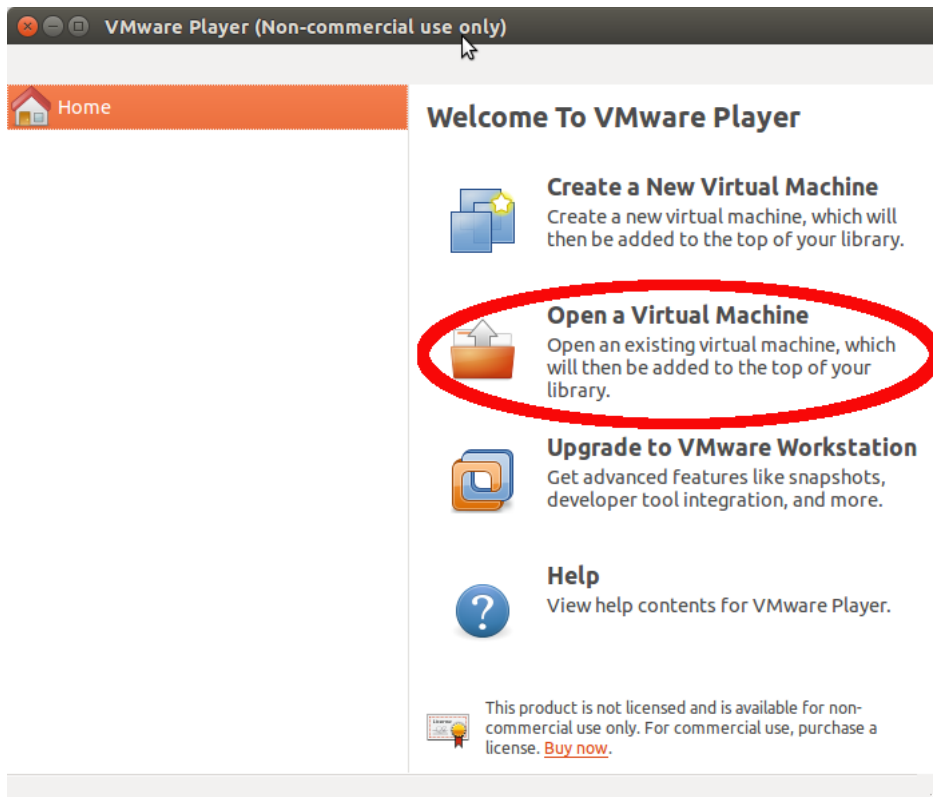 VMware Player (Non-commercial use only)
Home
Welcome To VMware Player
Create a New Virtual Machine
Create a new virtual machine, which will
then be added to the top of your library.
Open a Virtual Machine
Open an existing virtual machine, which
will then be added to the top of your
library.
Upgrade to VMware Workstation
Get advanced features like snapshots,
developer tool integration, and more.
Help
View help contents for VMware Player.
This product is not licensed and is available for non-
commercial use only. For commercial use, purchase a
license. Buy now.